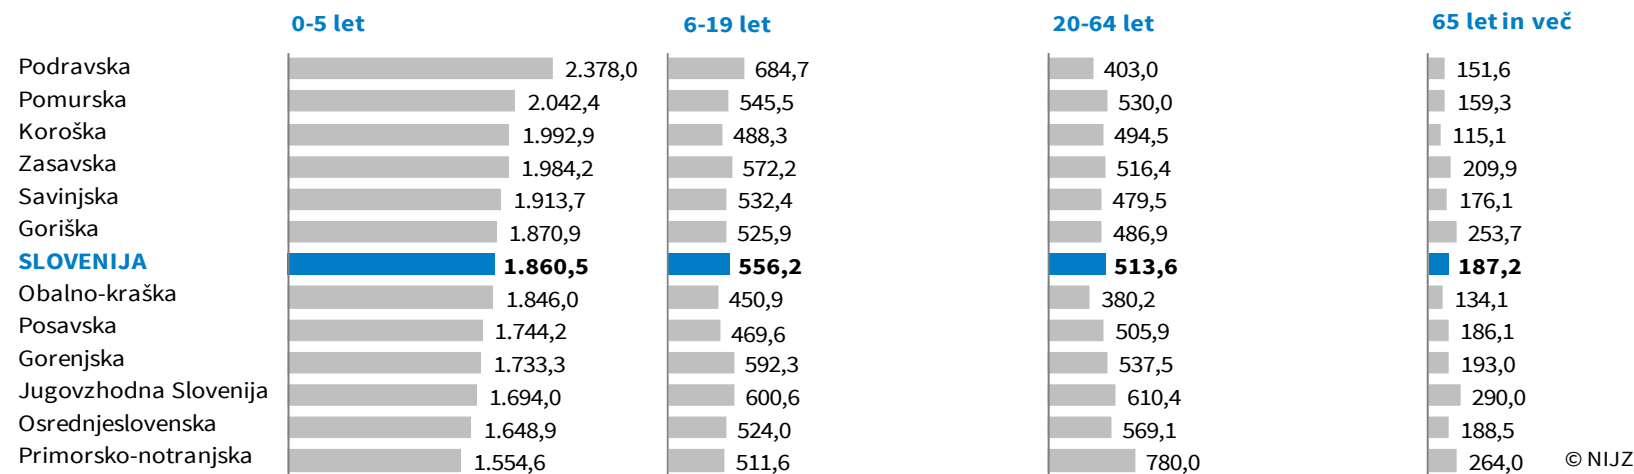 0-5 let 6-19 let 20-64 let 65 let in več
Podravska 2.378,0 684,7 403,0 151,6
Pomurska 2.042,4 545,5 530,0 159,3
Koroška 1.992,9 488,3 494,5 115,1
Zasavska 1.984,2 572,2 516,4 209,9
Savinjska 1.913,7 532,4 479,5 176,1
Goriška 1.870,9 525,9 486,9 253,7
SLOVENIJA 1.860,5 556,2 513,6 187,2
Obalno-kraška 1.846,0 450,9 380,2 134,1
Posavska 1.744,2 469,6 505,9 186,1
Gorenjska 1.733,3 592,3 537,5 193,0
Jugovzhodna Slovenija 1.694,0 600,6 610,4 290,0
Osrednjeslovenska 1.648,9 524,0 569,1 188,5
Primorsko-notranjska 1.554,6 511,6 780,0 264,0 © NIJZ